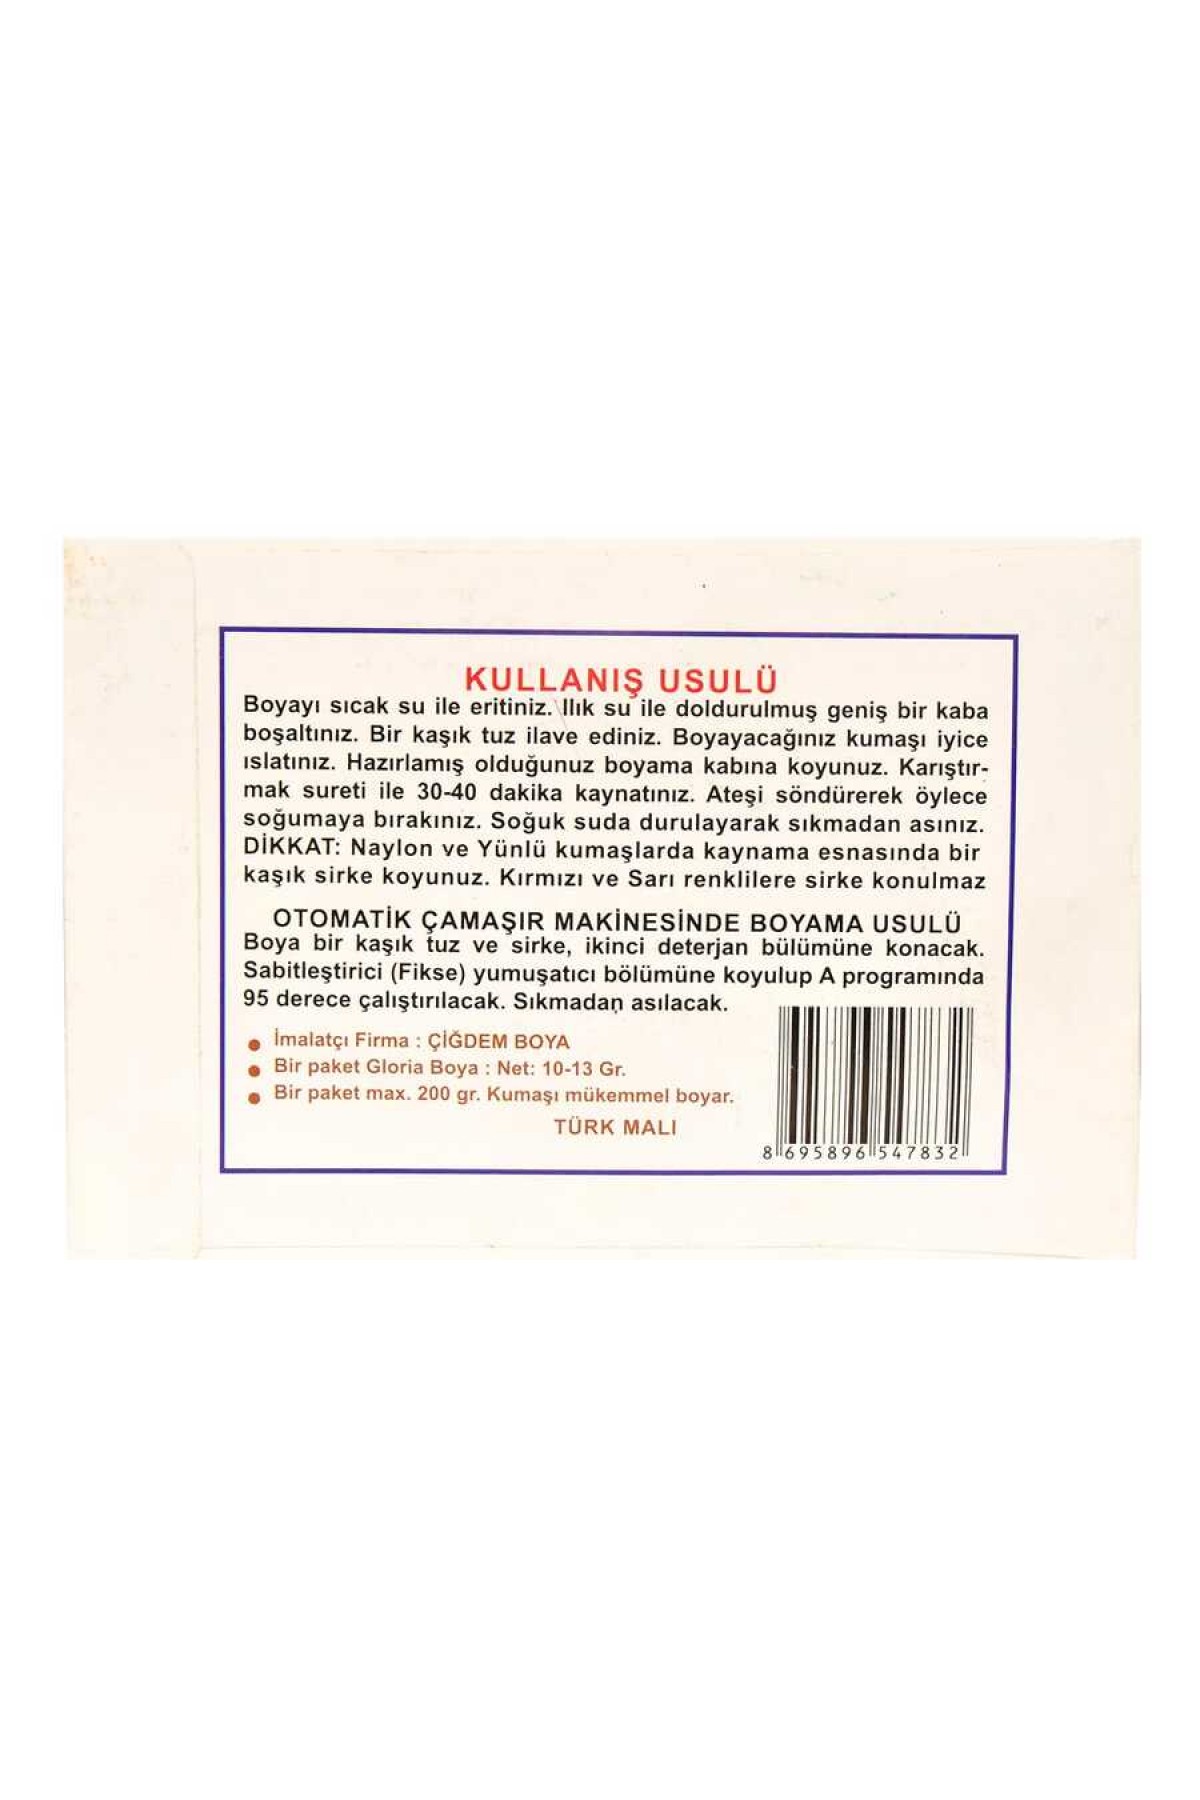 KULLANIŞ USULÜ
Boyayı sıcak su ile eritiniz. Ilık su ile doldurulmuş geniş bir kaba
boşaltınız. Bir kaşık tuz ilave ediniz. Boyayacağınız kumaşı iyice
ıslatınız. Hazırlamış olduğunuz boyama kabına koyunuz. Karıştır-
mak sureti ile 30-40 dakika kaynatınız. Ateşi söndürerek öylece
soğumaya bırakınız. Soğuk suda durulayarak sıkmadan asınız.
DİKKAT: Naylon ve Yünlü kumaşlarda kaynama esnasında bir
kaşık sirke koyunuz. Kırmızı ve Sarı renklilere sirke konulmaz
OTOMATİK ÇAMAŞIR MAKİNESİNDE BOYAMA USULÜ
Boya bir kaşık tuz ve sirke, ikinci deterjan bülümüne konacak.
Sabitleştirici (Fikse) yumuşatıcı bölümüne koyulup A programında
95 derece çalıştırılacak. Sıkmadan asılacak.
● İmalatçı Firma : ÇİĞDEM BOYA
● Bir paket Gloria Boya : Net: 10-13 Gr.
● Bir paket max. 200 gr. Kumaşı mükemmel boyar.
TÜRK MALI
8 695896 547832